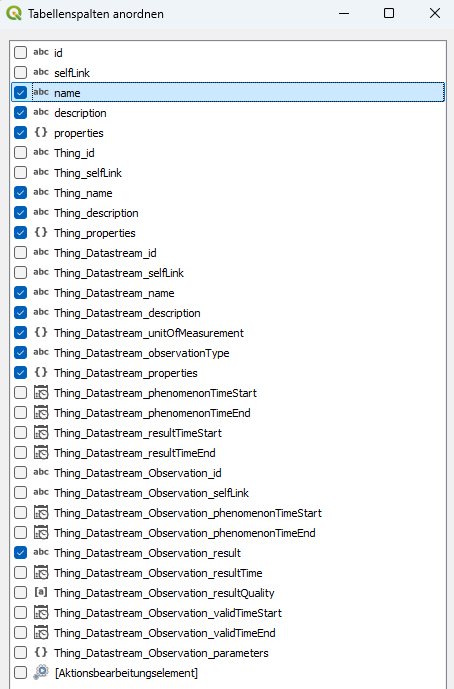 Tabellenspalten anordnen
abc id
abc selfLink
abc name
abc description
{} properties
abc Thing_id
abc Thing_selfLink
abc Thing_name
abc Thing_description
{} Thing_properties
abc Thing_Datastream_id
abc Thing_Datastream_selfLink
abc Thing_Datastream_name
abc Thing_Datastream_description
{} Thing_Datastream_unitOfMeasurement
abc Thing_Datastream_observationType
{} Thing_Datastream_properties
Thing_Datastream_phenomenonTimeStart
Thing_Datastream_phenomenonTimeEnd
Thing_Datastream_resultTimeStart
Thing_Datastream_resultTimeEnd
abc Thing_Datastream_Observation_id
abc Thing_Datastream_Observation_selfLink
Thing_Datastream_Observation_phenomenonTimeStart
Thing_Datastream_Observation_phenomenonTimeEnd
abc Thing_Datastream_Observation_result
Thing_Datastream_Observation_resultTime
[a] Thing_Datastream_Observation_resultQuality
Thing_Datastream_Observation_validTimeStart
Thing_Datastream_Observation_validTimeEnd
{} Thing_Datastream_Observation_parameters
[Aktionsbearbeitungselement]